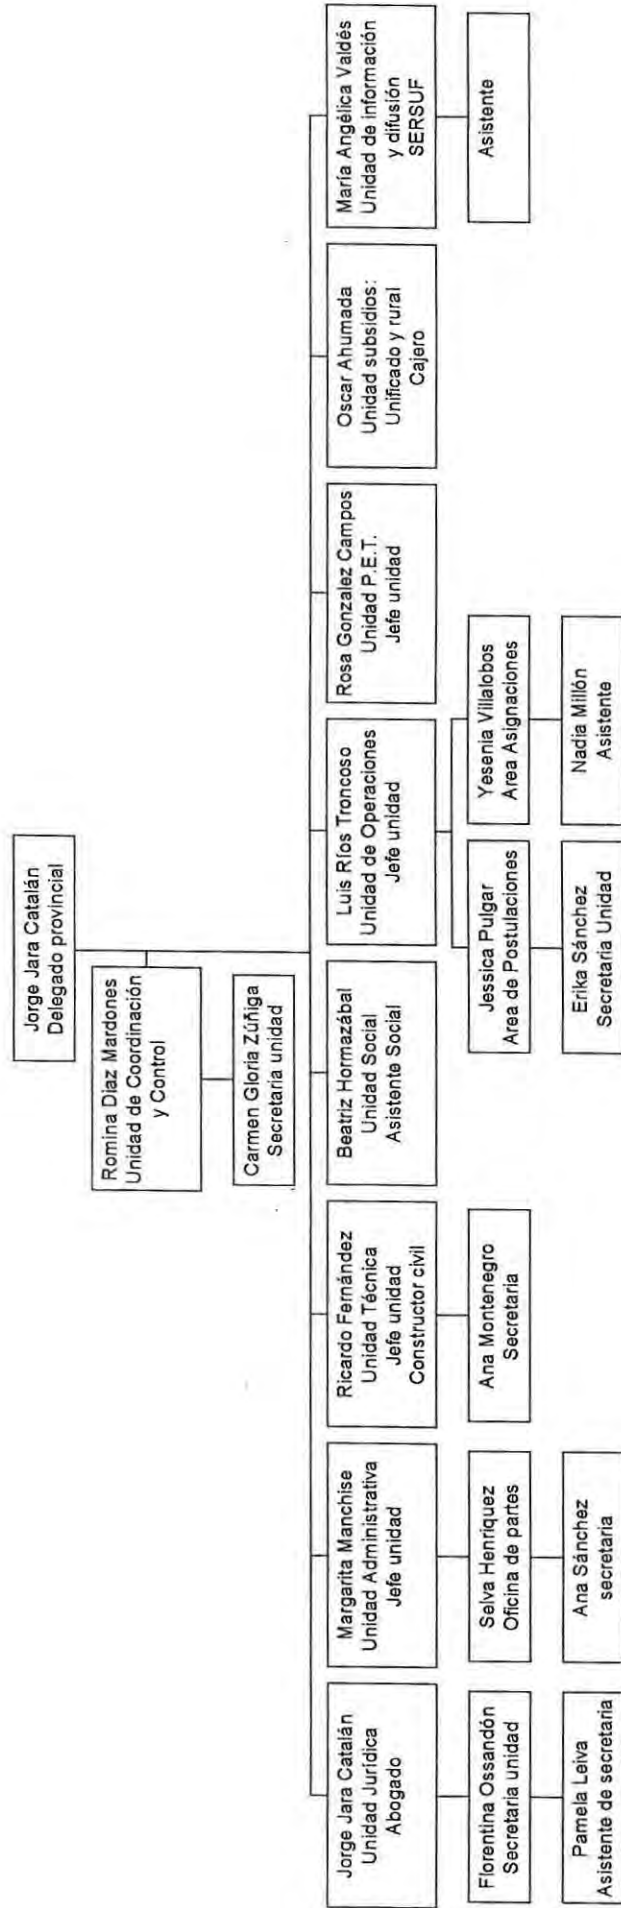 Jorge Jara Catalán
Delegado provincial
Romina Diaz Mardones
Unidad de Coordinación
y Control
Carmen Gloria Zúñiga
Secretaria unidad
Jorge Jara Catalán
Unidad Jurídica
Abogado
Margarita Manchise
Unidad Administrativa
Jefe unidad
Ricardo Fernández
Unidad Técnica
Jefe unidad
Constructor civil
Beatriz Hormazábal
Unidad Social
Asistente Social
Luis Ríos Troncoso
Unidad de Operaciones
Jefe unidad
Rosa Gonzalez Campos
Unidad P.E.T.
Jefe unidad
Oscar Ahumada
Unidad subsidios:
Unificado y rural
Cajero
María Angélica Valdés
Unidad de información
y difusión
SERSUF
Florentina Ossandón
Secretaria unidad
Selva Henriquez
Oficina de partes
Ana Montenegro
Secretaria
Jessica Pulgar
Area de Postulaciones
Yesenia Villalobos
Area Asignaciones
Asistente
Pamela Leiva
Asistente de secretaria
Ana Sánchez
secretaria
Erika Sánchez
Secretaria Unidad
Nadia Millón
Asistente